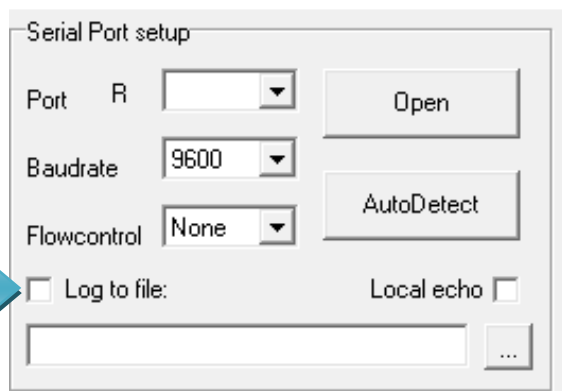 Serial Port setup
Port R
Open
Baudrate 9600
AutoDetect
Flowcontrol None
Log to file: Local echo
...